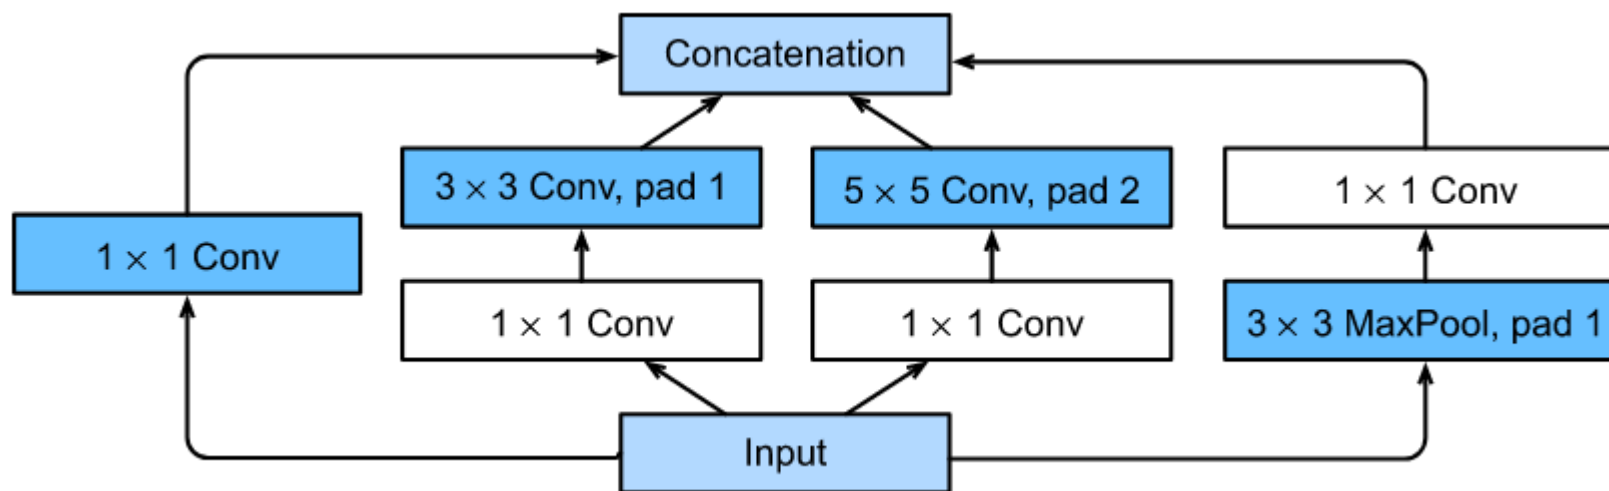 Concatenation
3 × 3 Conv, pad 1
5 × 5 Conv, pad 2
1 × 1 Conv
1 × 1 Conv
1 × 1 Conv
1 × 1 Conv
3 × 3 MaxPool, pad 1
Input